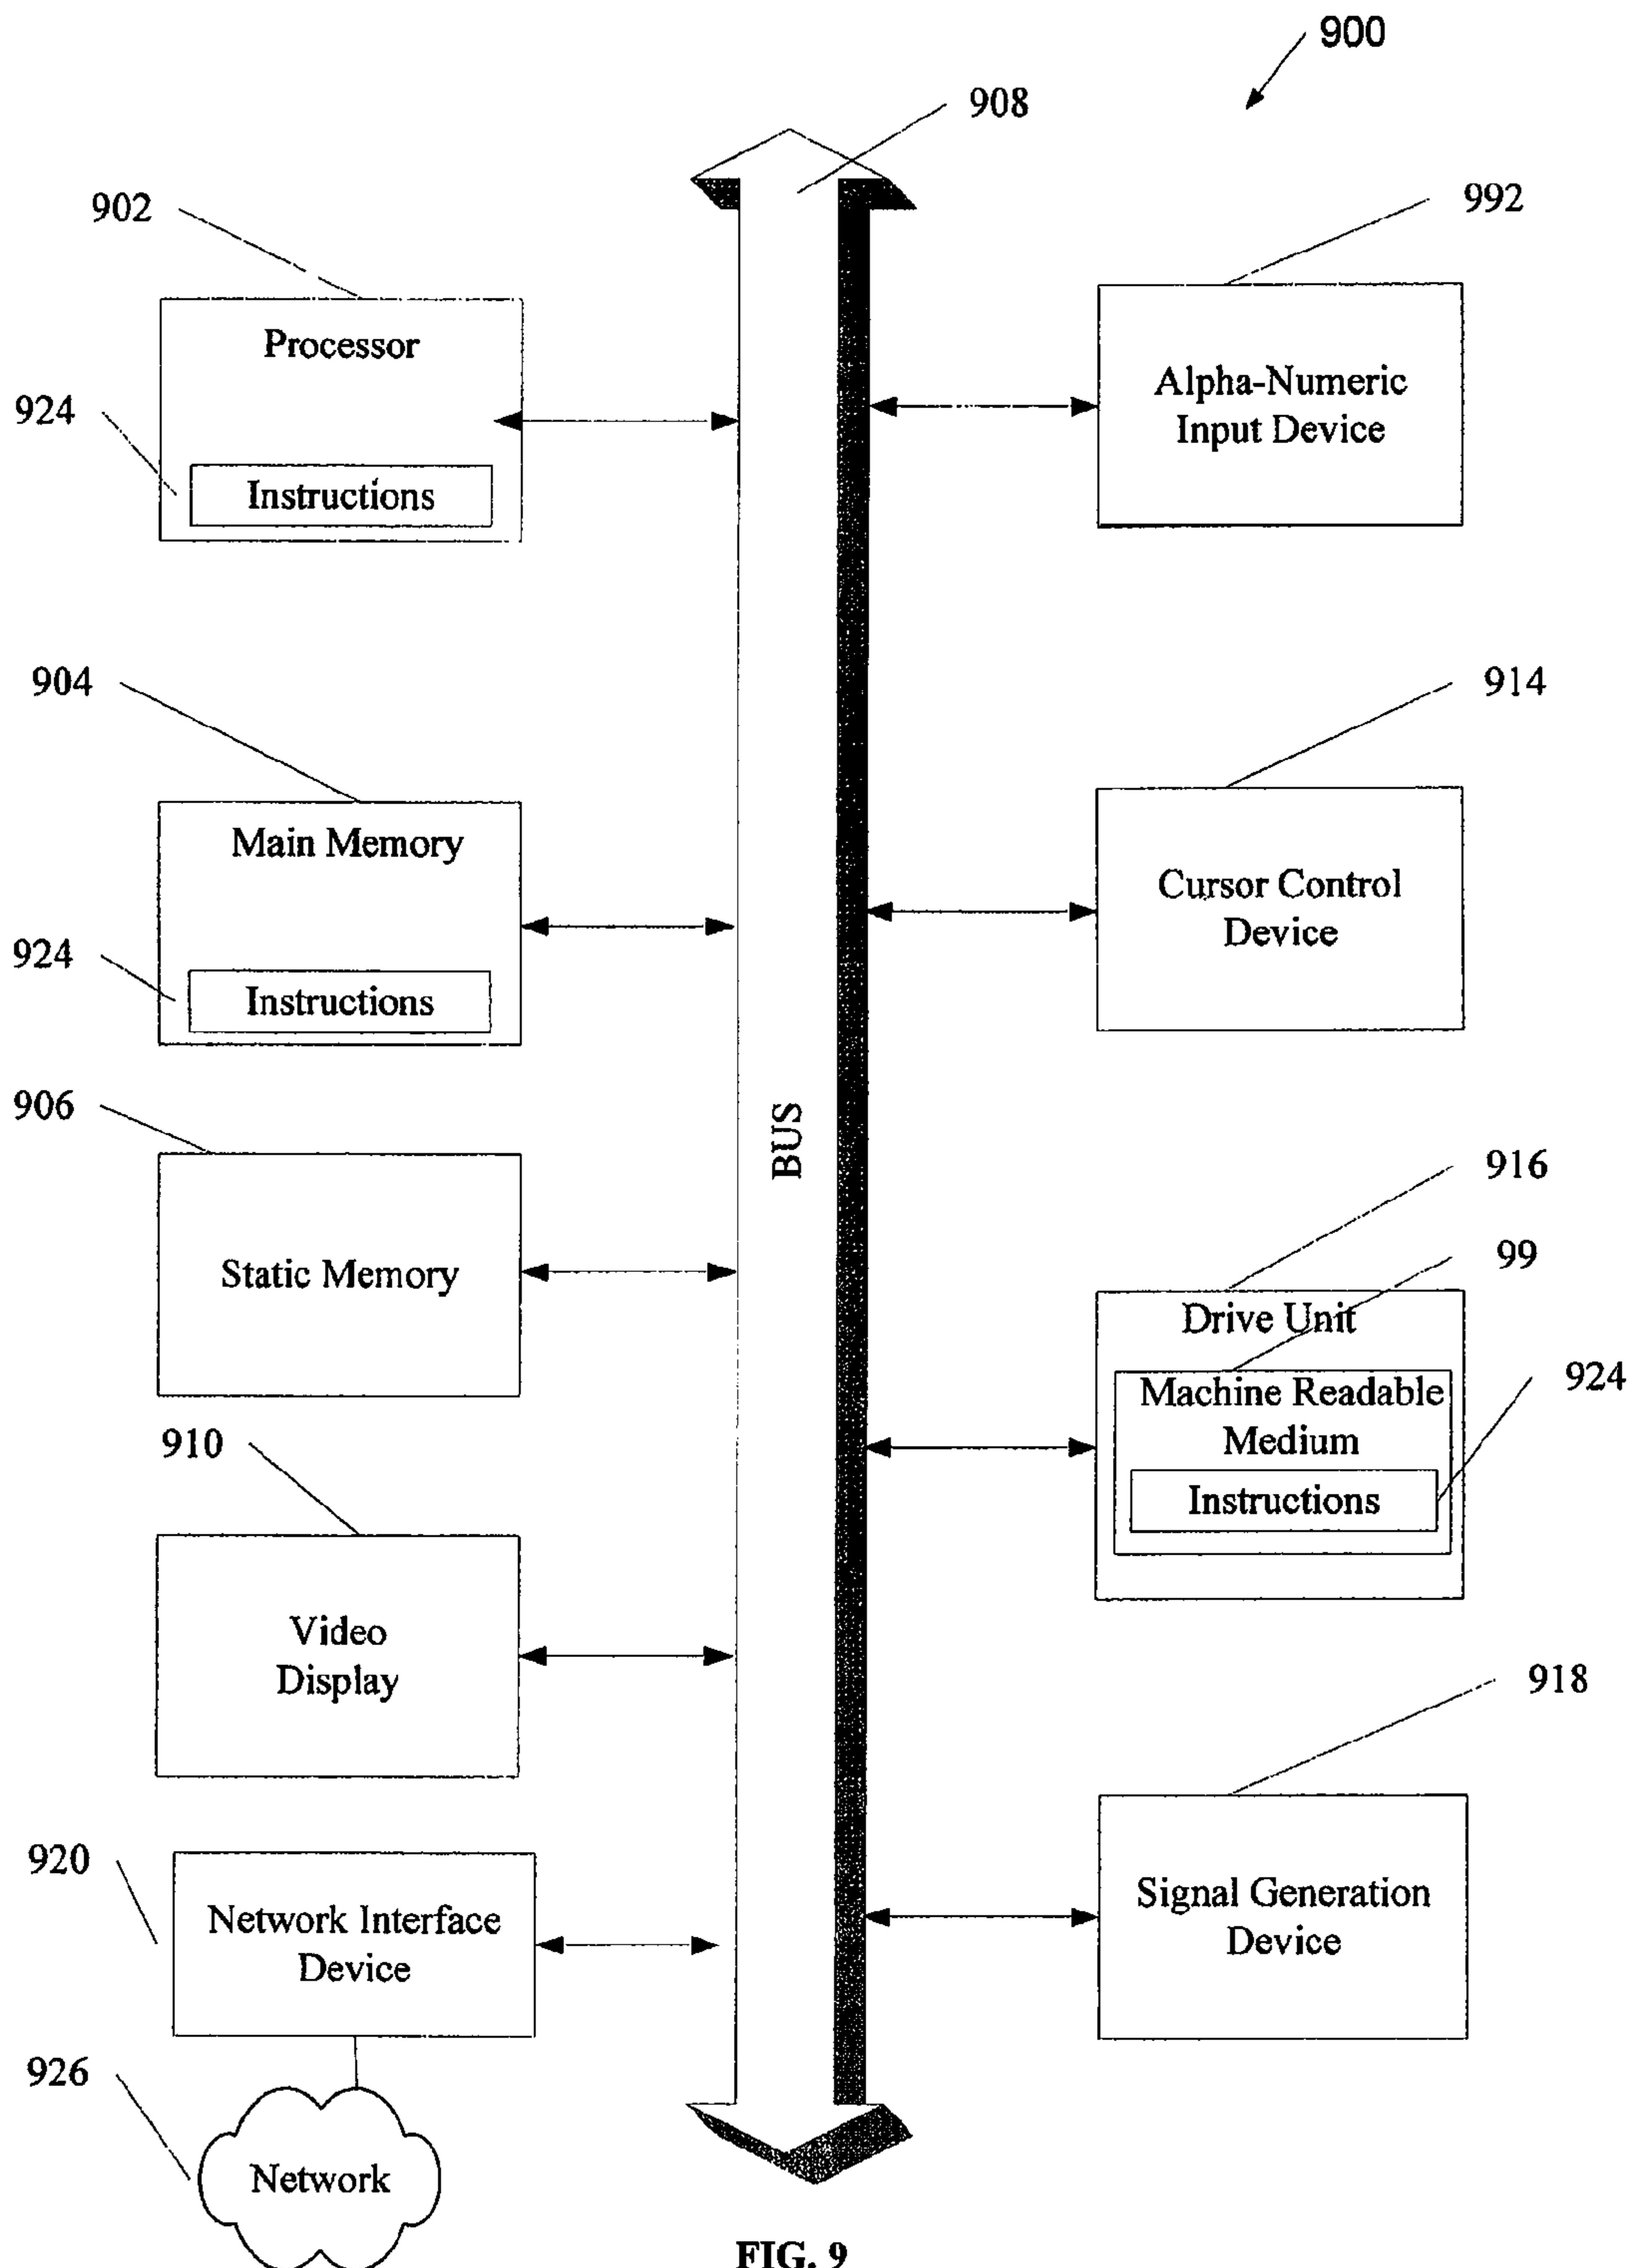 900
908
902
992
Processor
924
Instructions
Alpha-Numeric
Input Device
904
914
Main Memory
924
Instructions
Cursor Control
Device
906
BUS
916
Static Memory
99
Drive Unit
Machine Readable
Medium
924
Instructions
910
Video
Display
918
920
Network Interface
Device
Signal Generation
Device
926
Network
FIG. 9